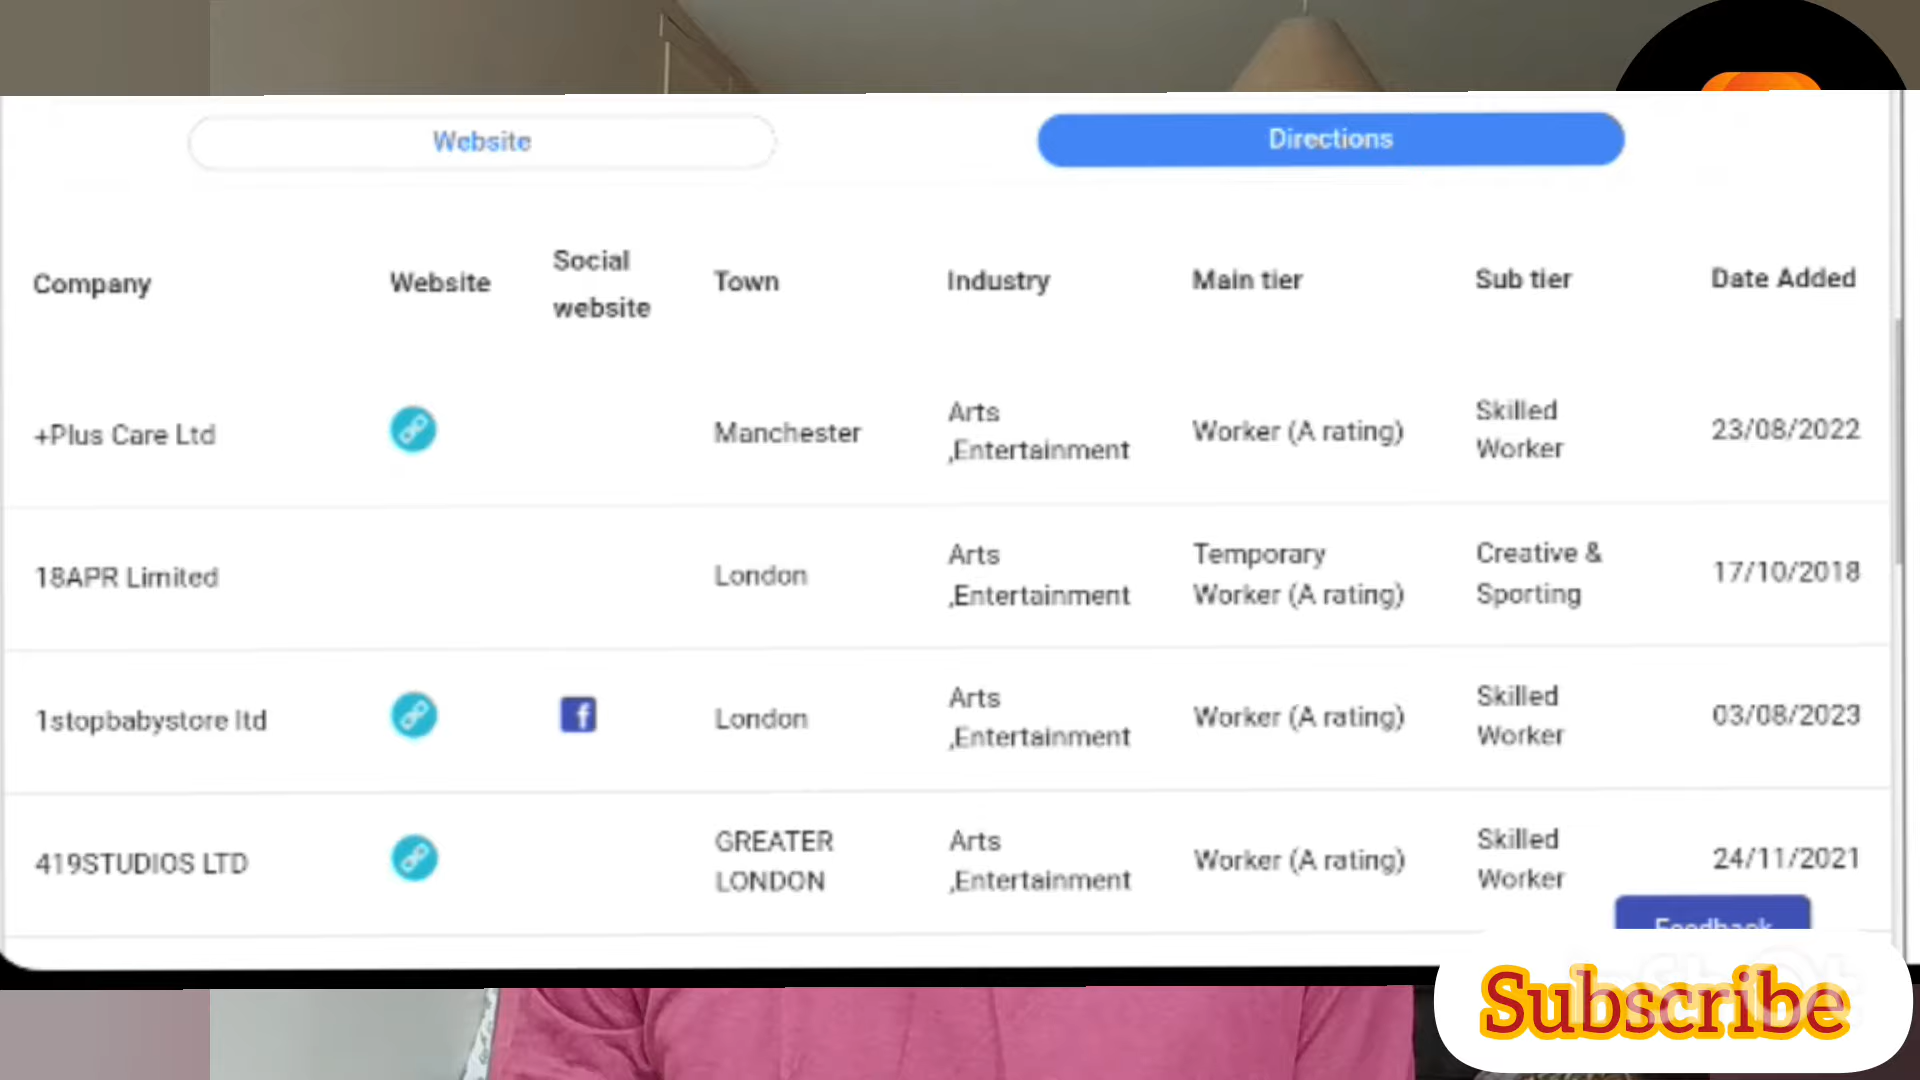 Website
Directions
Company
Website
Social
website
Town
Industry
Main tier
Sub tier
Date Added
+Plus Care Ltd
Manchester
Arts
,Entertainment
Worker (A rating)
Skilled
Worker
23/08/2022
18APR Limited
London
Arts
,Entertainment
Temporary
Worker (A rating)
Creative &
Sporting
17/10/2018
1stopbabystore ltd
London
Arts
,Entertainment
Worker (A rating)
Skilled
Worker
03/08/2023
419STUDIOS LTD
GREATER
LONDON
Arts
,Entertainment
Worker (A rating)
Skilled
Worker
24/11/2021
Feedback
Subscribe